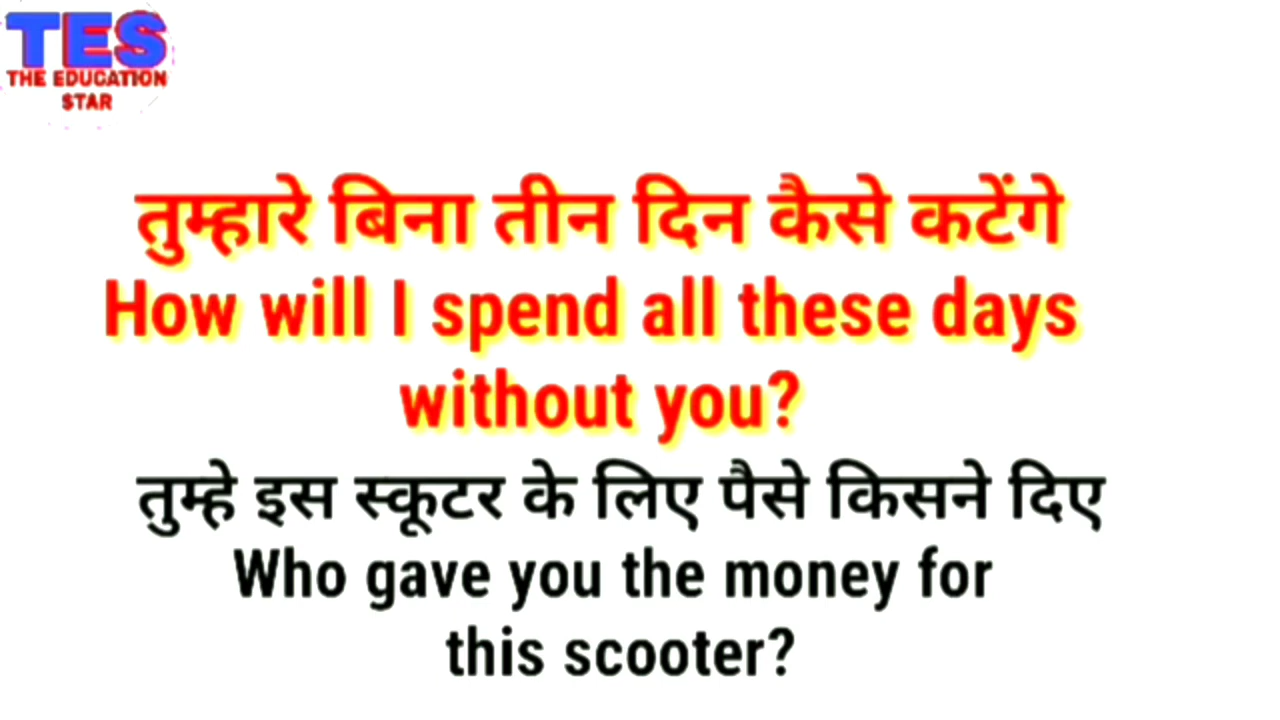 TES
THE EDUCATION
STAR
तुम्हारे बिना तीन दिन कैसे कटेंगे
How will I spend all these days
without you?
तुम्हे इस स्कूटर के लिए पैसे किसने दिए
Who gave you the money for
this scooter?